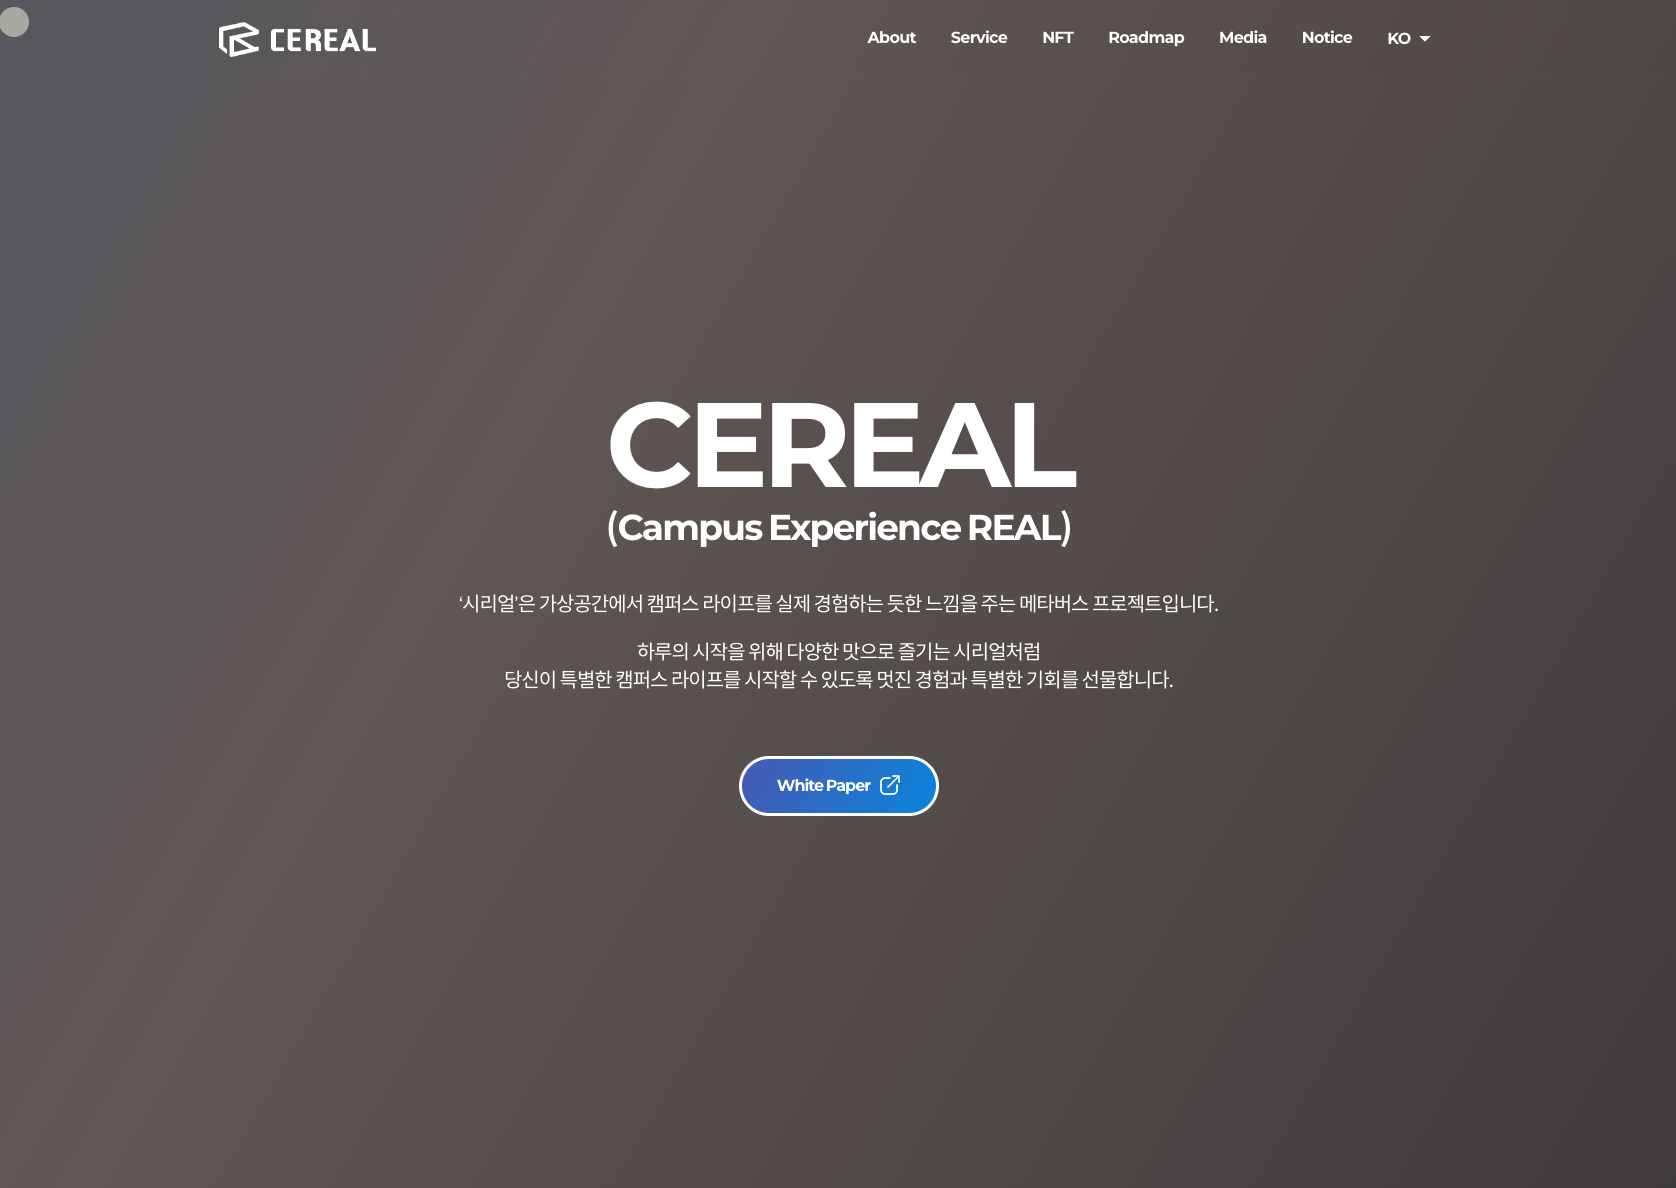 CEREAL
About
Service
NFT
Roadmap
Media
Notice
KO
CEREAL
(Campus Experience REAL)
‘시리얼’은 가상공간에서 캠퍼스 라이프를 실제 경험하는 듯한 느낌을 주는 메타버스 프로젝트입니다.
하루의 시작을 위해 다양한 맛으로 즐기는 시리얼처럼
당신이 특별한 캠퍼스 라이프를 시작할 수 있도록 멋진 경험과 특별한 기회를 선물합니다.
White Paper